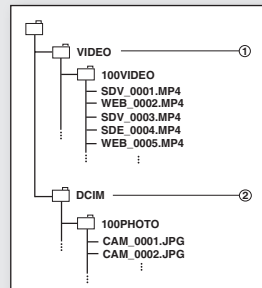 VIDEO ①
100VIDEO
SDV_0001.MP4
WEB_0002.MP4
SDV_0003.MP4
SDE_0004.MP4
WEB_0005.MP4
DCIM ②
100PHOTO
CAM_0001.JPG
CAM_0002.JPG